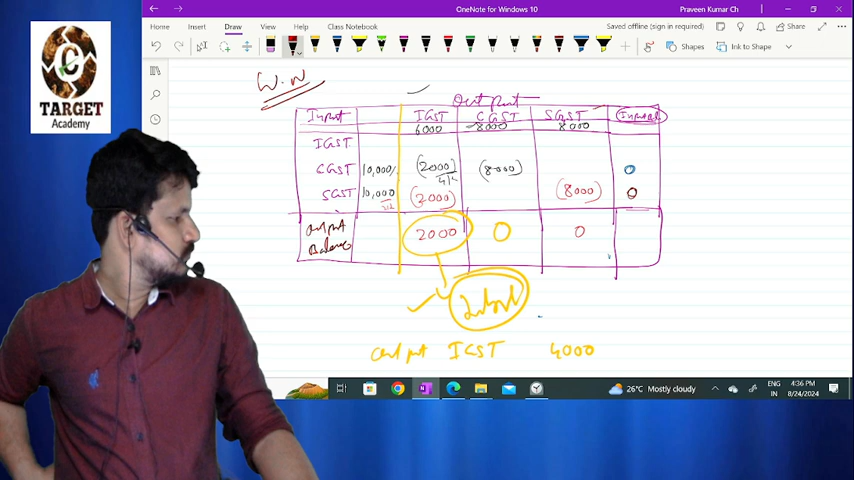 OneNote for Windows 10
Praveen Kumar Ch
Home Insert Draw View Help Class Notebook
Saved offline (sign in required) Share
Shapes Ink to Shape
TARGET
Academy
W.N
Output
Input IGST CGST SGST
6000 8000 8000
IGST
CGST 10,000 (2000) (8000) 0
SGST 10,000 (2000) (8000) 0
Output 2000 0 0
Balance
Output IGST 4000
26°C Mostly cloudy
ENG
IN
4:36 PM
8/24/2024